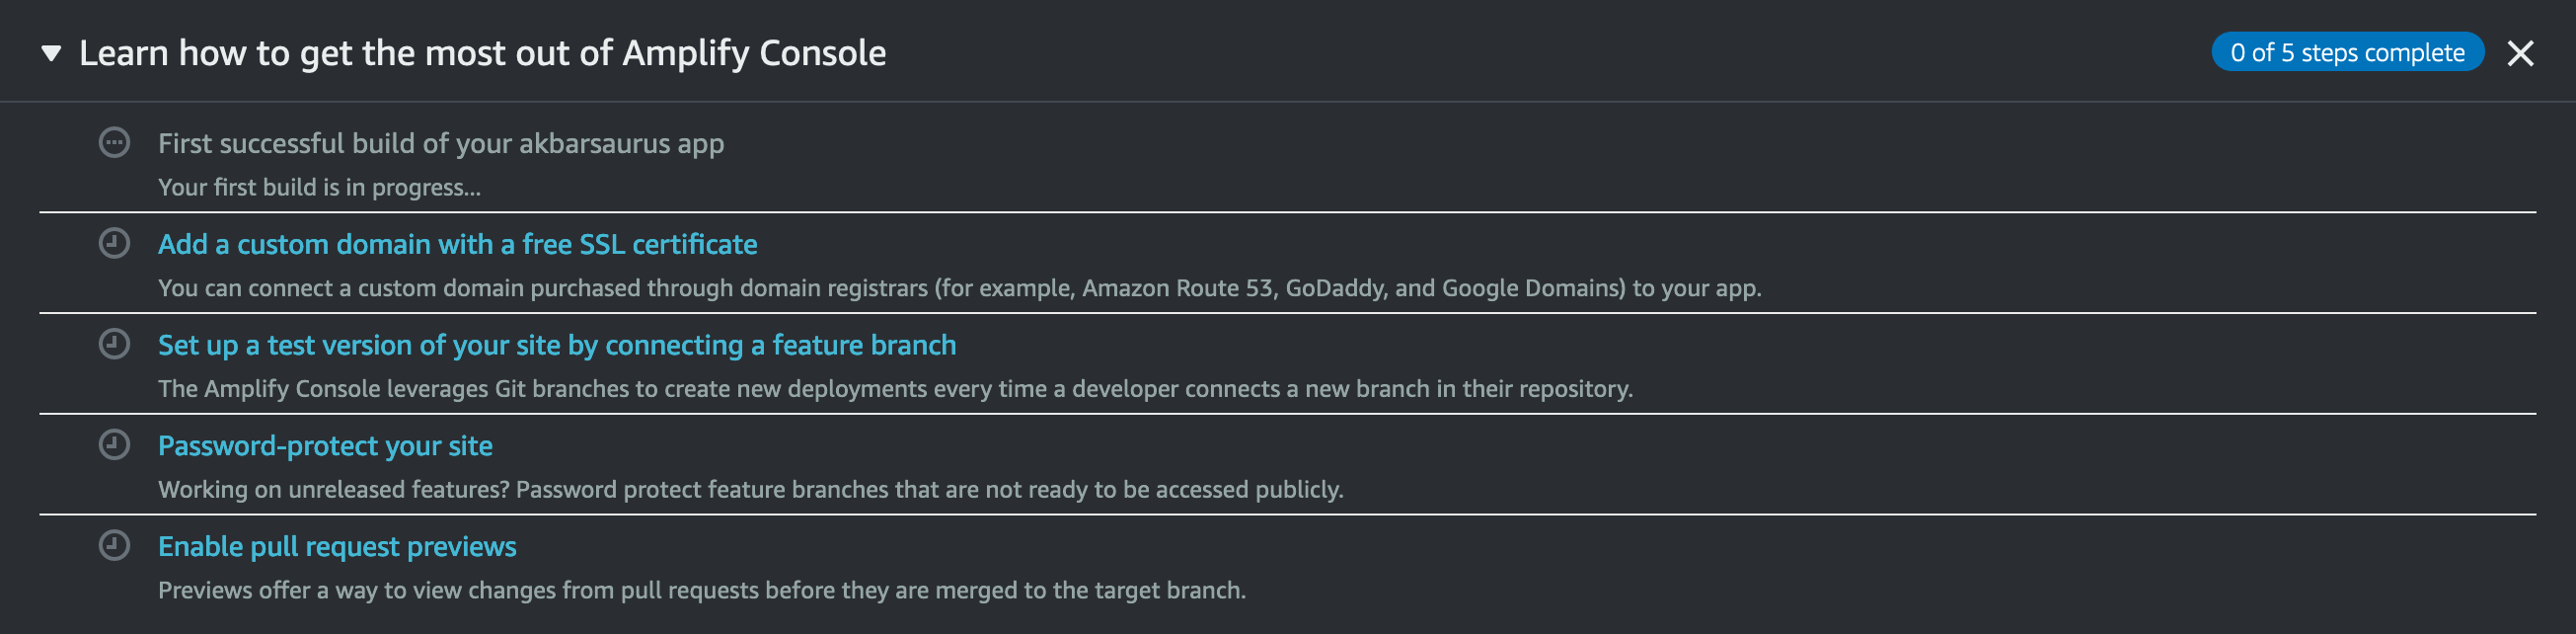 Learn how to get the most out of Amplify Console
0 of 5 steps complete
First successful build of your akbarsaurus app
Your first build is in progress...
Add a custom domain with a free SSL certificate
You can connect a custom domain purchased through domain registrars (for example, Amazon Route 53, GoDaddy, and Google Domains) to your app.
Set up a test version of your site by connecting a feature branch
The Amplify Console leverages Git branches to create new deployments every time a developer connects a new branch in their repository.
Password-protect your site
Working on unreleased features? Password protect feature branches that are not ready to be accessed publicly.
Enable pull request previews
Previews offer a way to view changes from pull requests before they are merged to the target branch.